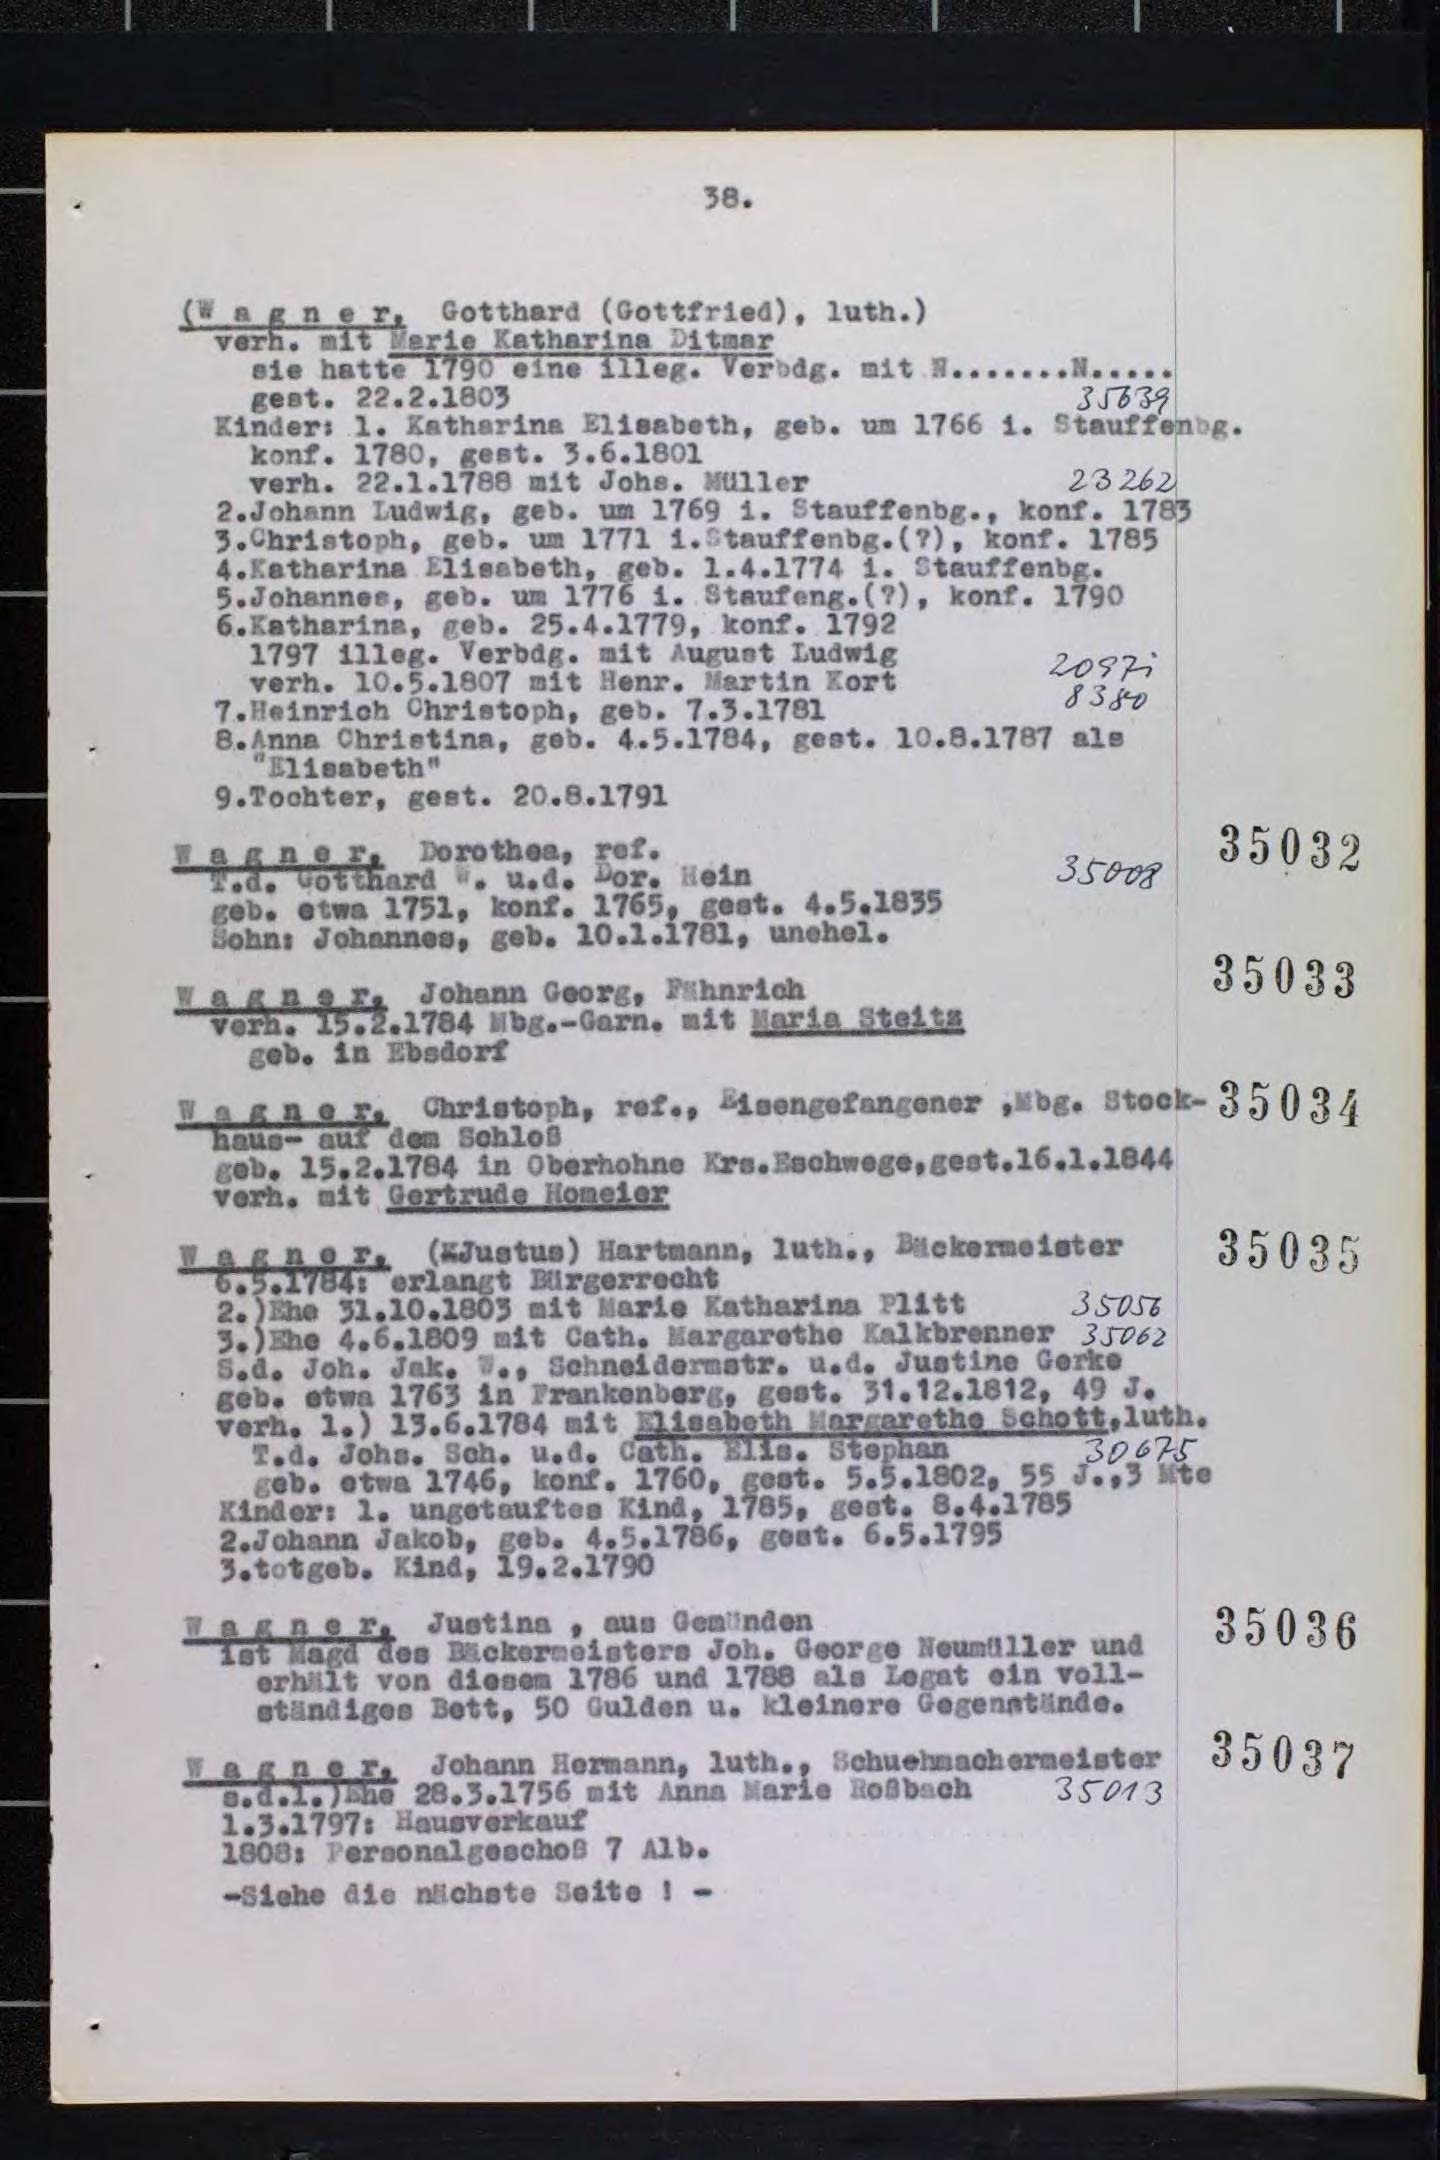 38.
(W a g n e r, Gotthard (Gottfried), luth.)
verh. mit Marie Katharina Ditmar
sie hatte 1790 eine illeg. Verbdg. mit N........N.....
gest. 22.2.1803 35639
Kinder: 1. Katharina Elisabeth, geb. um 1766 i. Stauffenbg.
konf. 1780, gest. 3.6.1801
verh. 22.1.1788 mit Johs. Müller 23262
2.Johann Ludwig, geb. um 1769 i. Stauffenbg., konf. 1783
3.Christoph, geb. um 1771 i.Stauffenbg.(?), konf. 1785
4.Katharina Elisabeth, geb. 1.4.1774 i. Stauffenbg.
5.Johannes, geb. um 1776 i. Staufeng.(?), konf. 1790
6.Katharina, geb. 25.4.1779, konf. 1792
1797 illeg. Verbdg. mit August Ludwig 2097i
verh. 10.5.1807 mit Henr. Martin Kort 8380
7.Heinrich Christoph, geb. 7.3.1781
8.Anna Christina, geb. 4.5.1784, gest. 10.8.1787 als
"Elisabeth"
9.Tochter, gest. 20.8.1791
W a g n e r, Dorothea, ref. 35032
T.d. Gotthard W. u.d. Dor. Hein 35008
geb. etwa 1751, konf. 1765, gest. 4.5.1835
Sohn: Johannes, geb. 10.1.1781, unehel.
W a g n e r, Johann Georg, Fähnrich 35033
verh. 15.2.1784 Mbg.-Garn. mit Maria Steitz
geb. in Ebsdorf
W a g n e r, Christoph, ref., Eisengefangener ,Mbg. Stock- 35034
haus- auf dem Schloß
geb. 15.2.1784 in Oberhohne Krs.Eschwege,gest.16.1.1844
verh. mit Gertrude Homeier
W a g n e r, (KJustus) Hartmann, luth., Bäckermeister 35035
6.5.1784: erlangt Bürgerrecht
2.)Ehe 31.10.1803 mit Marie Katharina Plitt 35056
3.)Ehe 4.6.1809 mit Cath. Margarethe Kalkbrenner 35062
S.d. Joh. Jak. W., Schneidermstr. u.d. Justine Gerke
geb. etwa 1763 in Frankenberg, gest. 31.12.1812, 49 J.
verh. 1.) 13.6.1784 mit Elisabeth Margarethe Schott,luth.
T.d. Johs. Sch. u.d. Cath. Elis. Stephan 30675
geb. etwa 1746, konf. 1760, gest. 5.5.1802, 55 J.,3 Mte
Kinder: 1. ungetauftes Kind, 1785, gest. 8.4.1785
2.Johann Jakob, geb. 4.5.1786, gest. 6.5.1795
3.totgeb. Kind, 19.2.1790
W a g n e r, Justina , aus Gemünden 35036
ist Magd des Bäckermeisters Joh. George Neumüller und
erhält von diesem 1786 und 1788 als Legat ein voll-
ständiges Bett, 50 Gulden u. kleinere Gegenstände.
W a g n e r, Johann Hermann, luth., Schuehmachermeister 35037
s.d.1.)Ehe 28.3.1756 mit Anna Marie Roßbach 35013
1.3.1797: Hausverkauf
1808: Personalgeschoß 7 Alb.
-Siehe die nächste Seite ! -